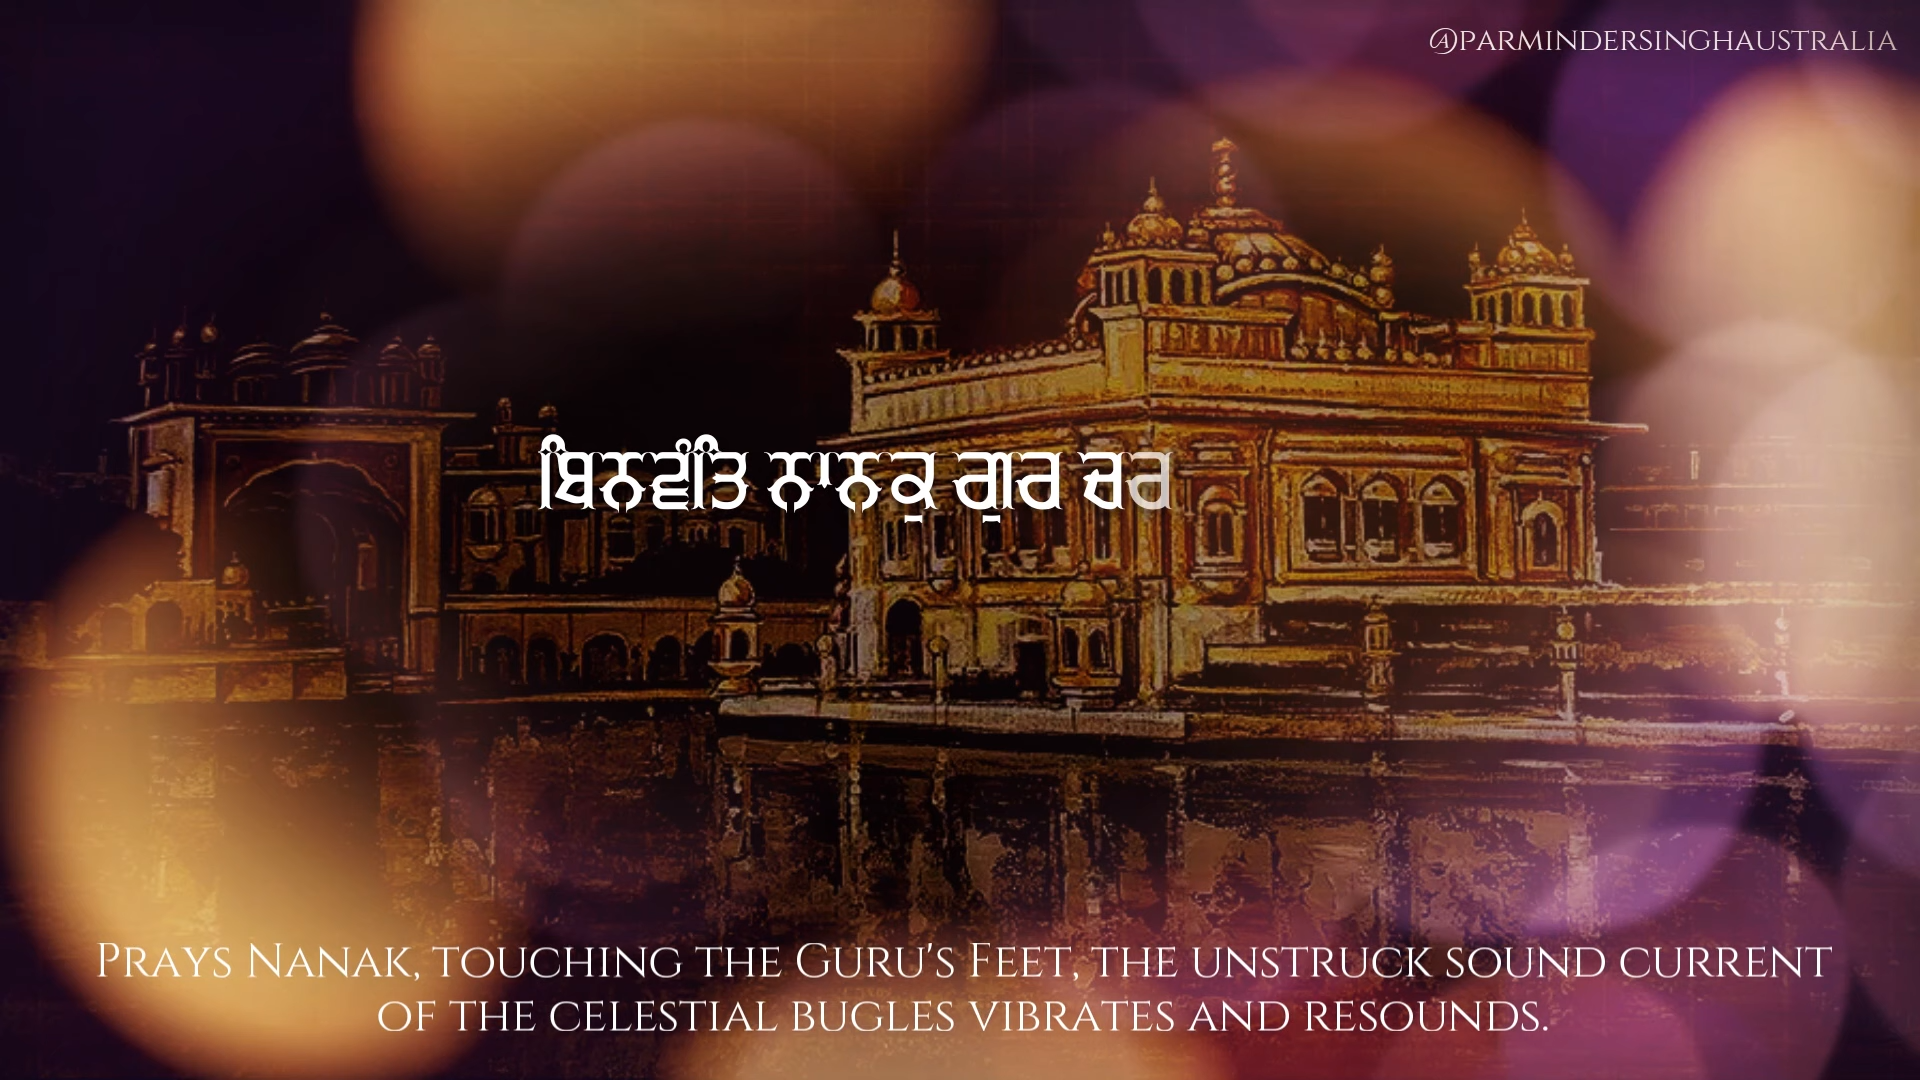 @parmindersinghaustralia
ਬਿਨਵੰਤਿ ਨਾਨਕੁ ਗੁਰ ਚਰ
Prays Nanak, touching the Guru's Feet, the unstruck sound current
of the celestial bugles vibrates and resounds.